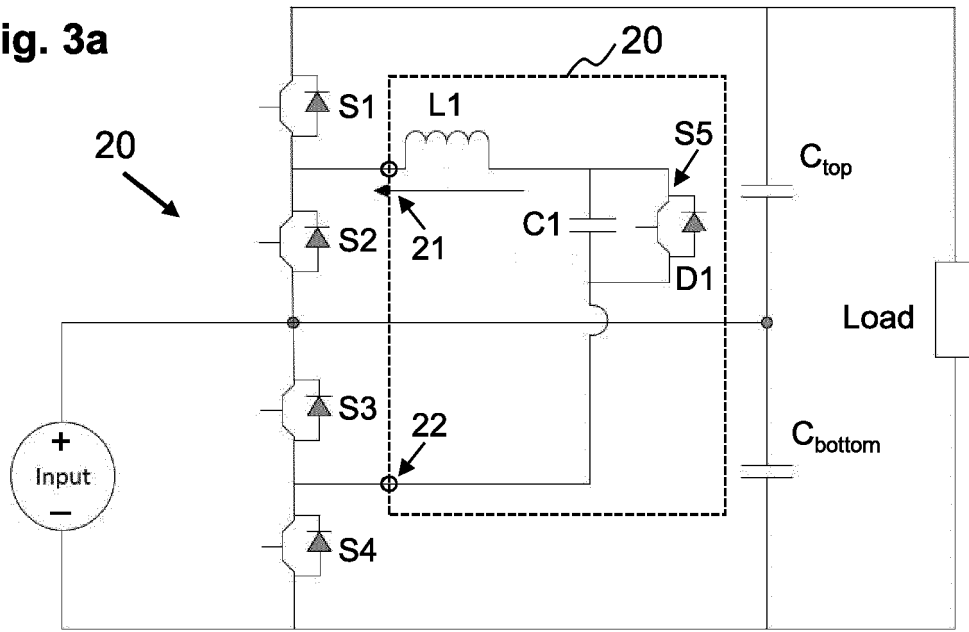 ig. 3a
20
S1
L1
S5
20
C_top
21
C1
S2
D1
Load
S3
22
C_bottom
+
Input
−
S4